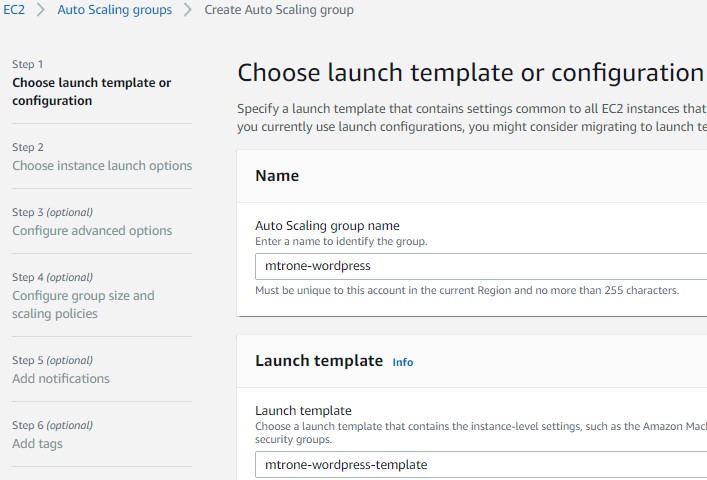 EC2 > Auto Scaling groups > Create Auto Scaling group
Step 1
Choose launch template or
configuration
Step 2
Choose instance launch options
Step 3 (optional)
Configure advanced options
Step 4 (optional)
Configure group size and
scaling policies
Step 5 (optional)
Add notifications
Step 6 (optional)
Add tags
Choose launch template or configuration
Specify a launch template that contains settings common to all EC2 instances that
you currently use launch configurations, you might consider migrating to launch te
Name
Auto Scaling group name
Enter a name to identify the group.
mtrone-wordpress
Must be unique to this account in the current Region and no more than 255 characters.
Launch template Info
Launch template
Choose a launch template that contains the instance-level settings, such as the Amazon Mac
security groups.
mtrone-wordpress-template